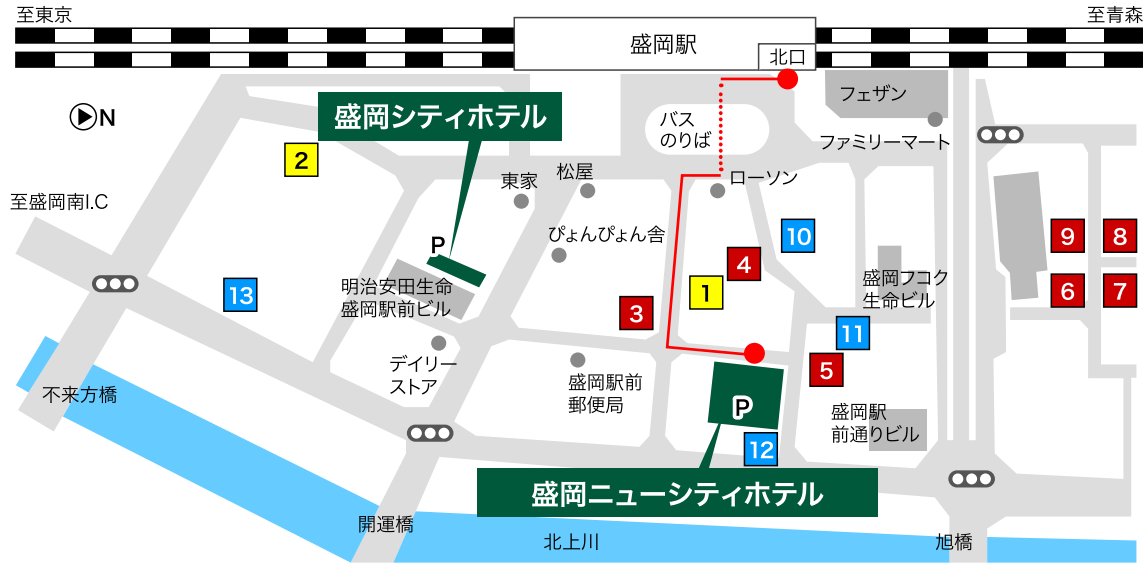 至東京
至青森
盛岡駅
北口
フェザン
N
盛岡シティホテル
バス
のりば
ファミリーマート
2
東家
松屋
ローソン
至盛岡南I.C
ぴょんぴょん舎
P
10
9
8
4
盛岡フコク
生命ビル
明治安田生命
盛岡駅前ビル
13
1
6
7
3
11
デイリー
ストア
盛岡駅前
郵便局
5
不来方橋
P
盛岡駅
前通りビル
12
盛岡ニューシティホテル
開運橋
北上川
旭橋